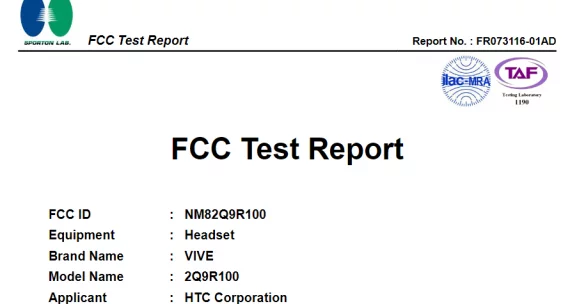 SPORTON LAB.
FCC Test Report
Report No. : FR073116-01AD
ilac-MRA
TAF
Testing Laboratory
1190
FCC Test Report
FCC ID : NM82Q9R100
Equipment : Headset
Brand Name : VIVE
Model Name : 2Q9R100
Applicant : HTC Corporation